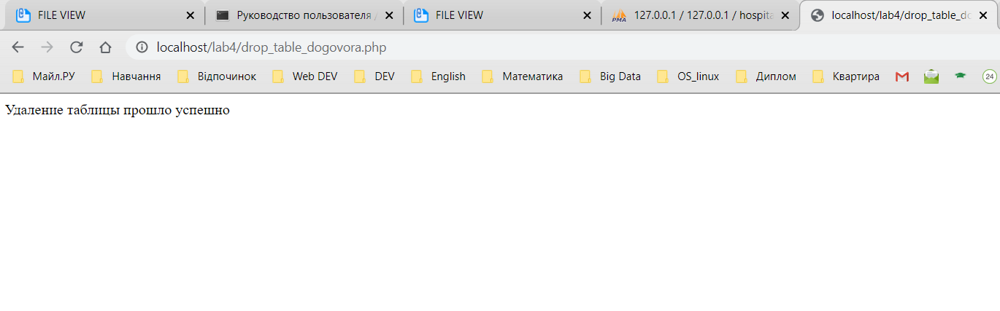 FILE VIEW Руководство пользователя / FILE VIEW PMA 127.0.0.1 / 127.0.0.1 / hospita localhost/lab4/drop_table_do
localhost/lab4/drop_table_dogovora.php
Майл.РУ Навчання Відпочинок Web DEV DEV English Математика Big Data OS_linux Диплом Квартира 24
Удаление таблицы прошло успешно